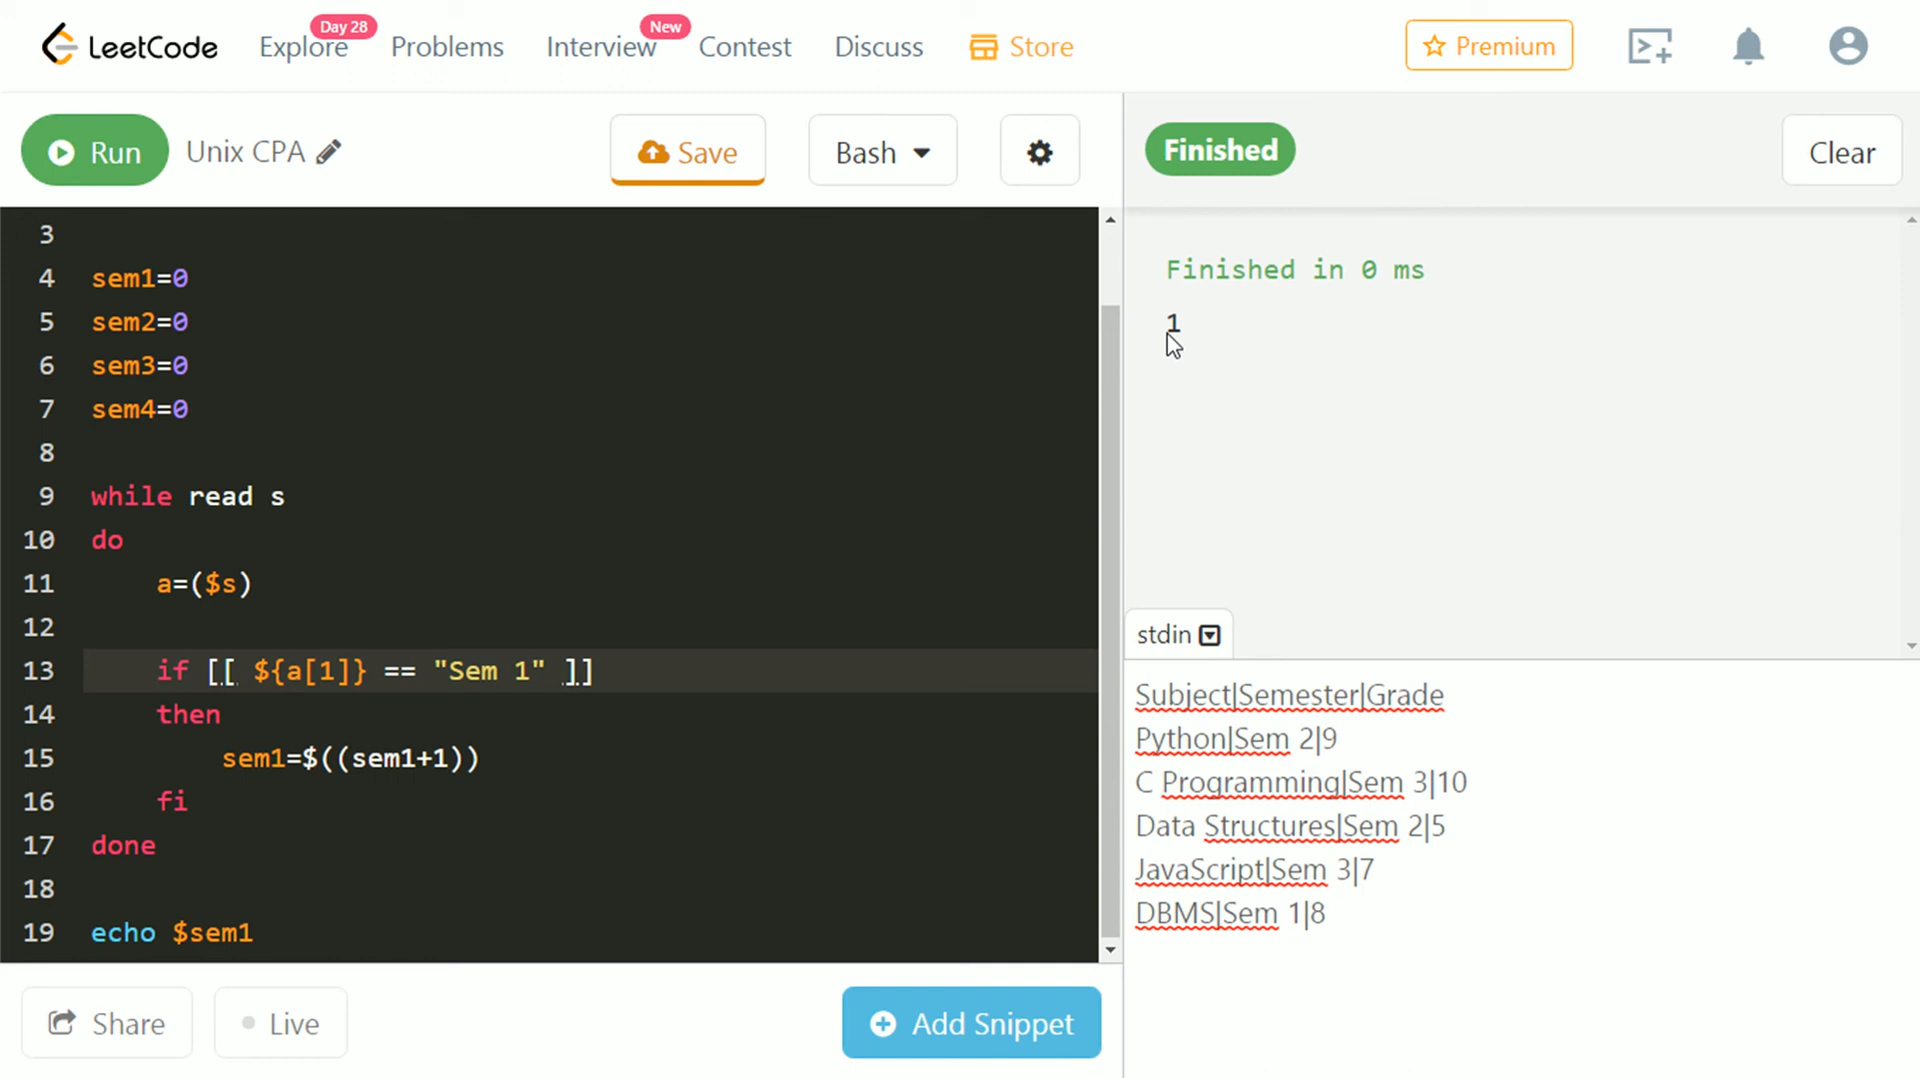 LeetCode Explore Day 28 Problems Interview New Contest Discuss Store Premium
Run Unix CPA Save Bash
3
4 sem1=0
5 sem2=0
6 sem3=0
7 sem4=0
8
9 while read s
10 do
11 a=($s)
12
13 if [[ ${a[1]} == "Sem 1" ]]
14 then
15 sem1=$((sem1+1))
16 fi
17 done
18
19 echo $sem1
Share Live Add Snippet
Finished Clear
Finished in 0 ms
1
stdin
Subject|Semester|Grade
Python|Sem 2|9
C Programming|Sem 3|10
Data Structures|Sem 2|5
JavaScript|Sem 3|7
DBMS|Sem 1|8